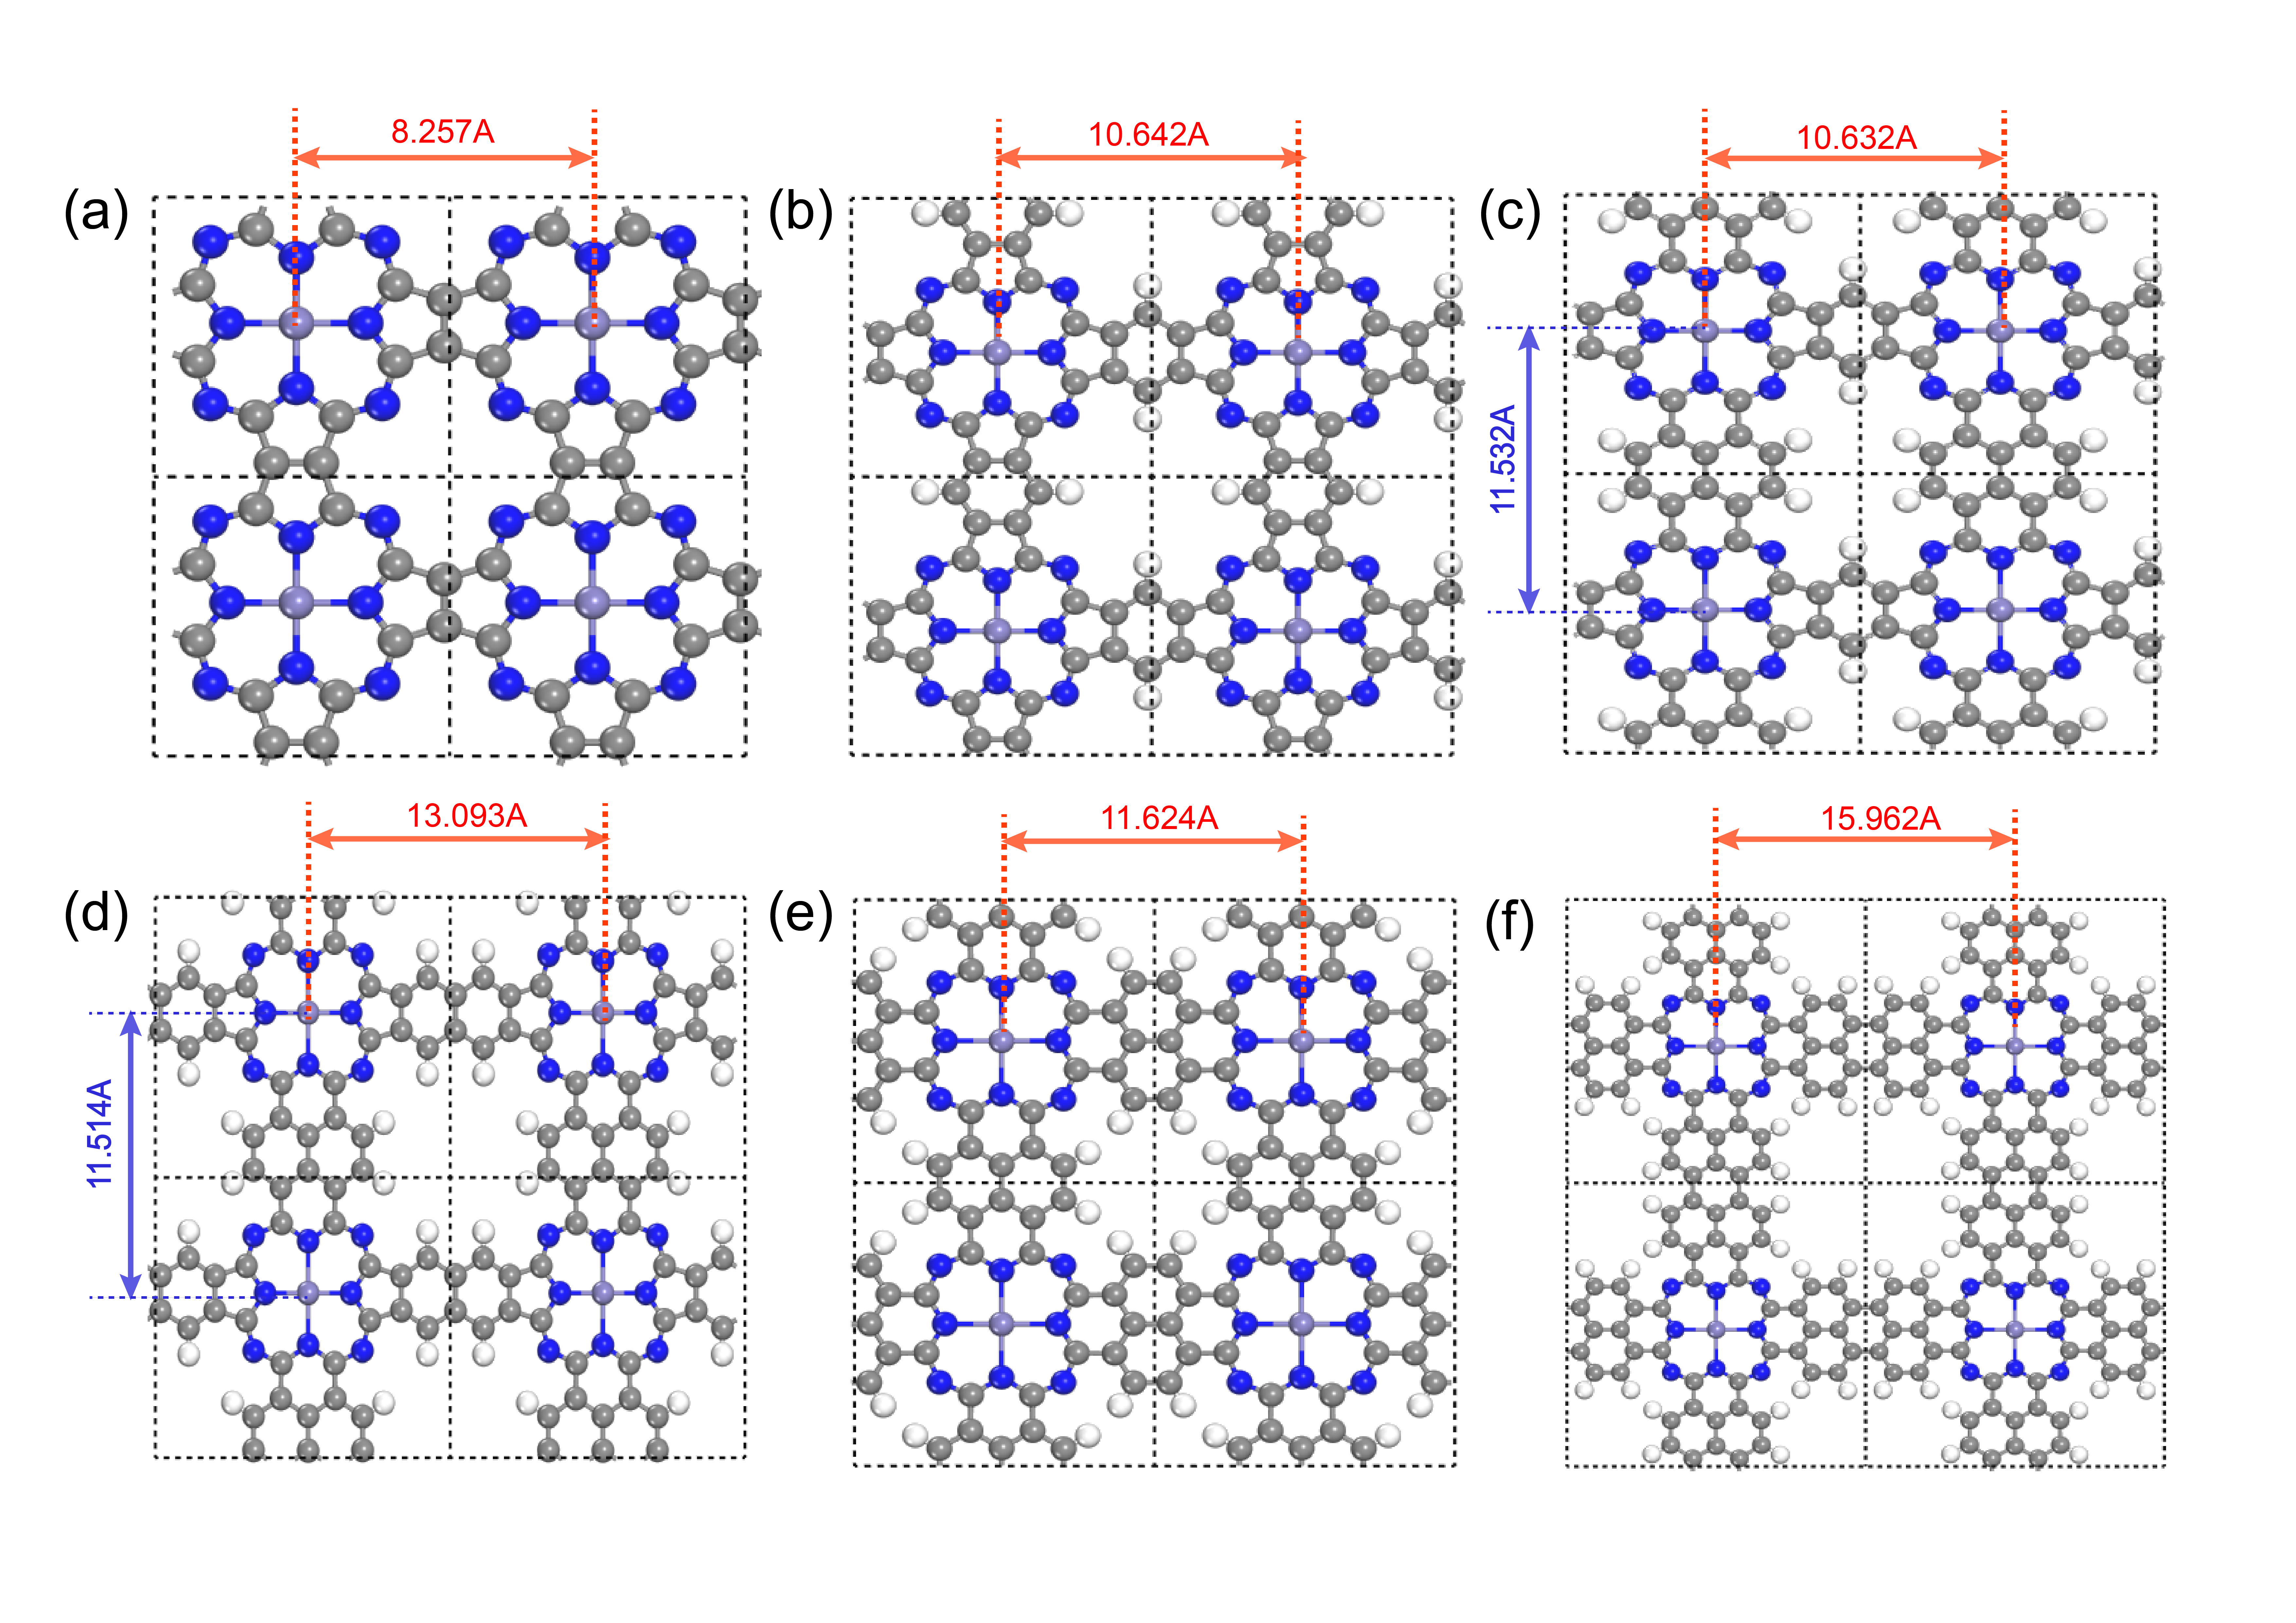 8.257A
10.642A
10.632A
(a)
(b)
(c)
11.532A
13.093A
11.624A
15.962A
(d)
(e)
(f)
11.514A